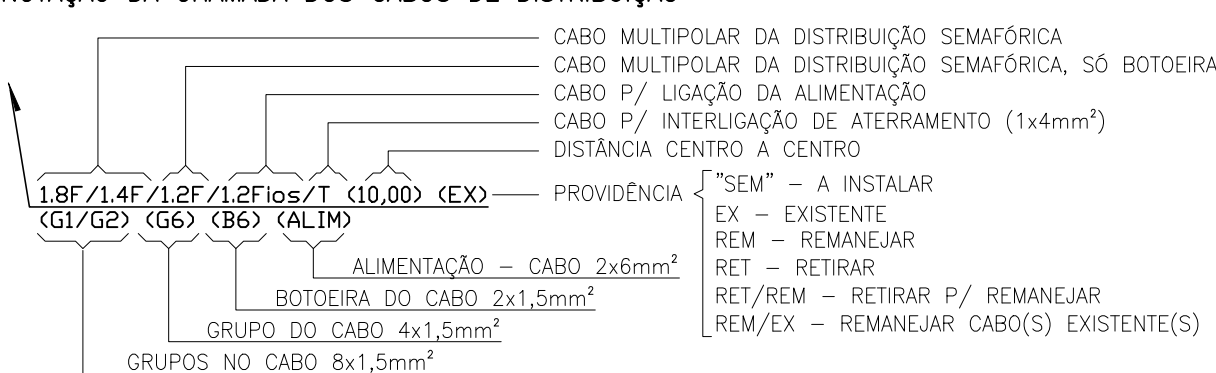 NOTAÇÃO DA CHAMADA DOS CABOS DE DISTRIBUIÇÃO
CABO MULTIPOLAR DA DISTRIBUIÇÃO SEMAFÓRICA
CABO MULTIPOLAR DA DISTRIBUIÇÃO SEMAFÓRICA, SÓ BOTOEIRA
CABO P/ LIGAÇÃO DA ALIMENTAÇÃO
CABO P/ INTERLIGAÇÃO DE ATERRAMENTO (1x4mm²)
DISTÂNCIA CENTRO A CENTRO
1.8F/1.4F/1.2F/1.2Fios/T (10,00) (EX) PROVIDÊNCIA
(G1/G2) (G6) (B6) (ALIM)
"SEM" – A INSTALAR
EX – EXISTENTE
REM – REMANEJAR
RET – RETIRAR
RET/REM – RETIRAR P/ REMANEJAR
REM/EX – REMANEJAR CABO(S) EXISTENTE(S)
ALIMENTAÇÃO – CABO 2x6mm²
BOTOEIRA DO CABO 2x1,5mm²
GRUPO DO CABO 4x1,5mm²
GRUPOS NO CABO 8x1,5mm²